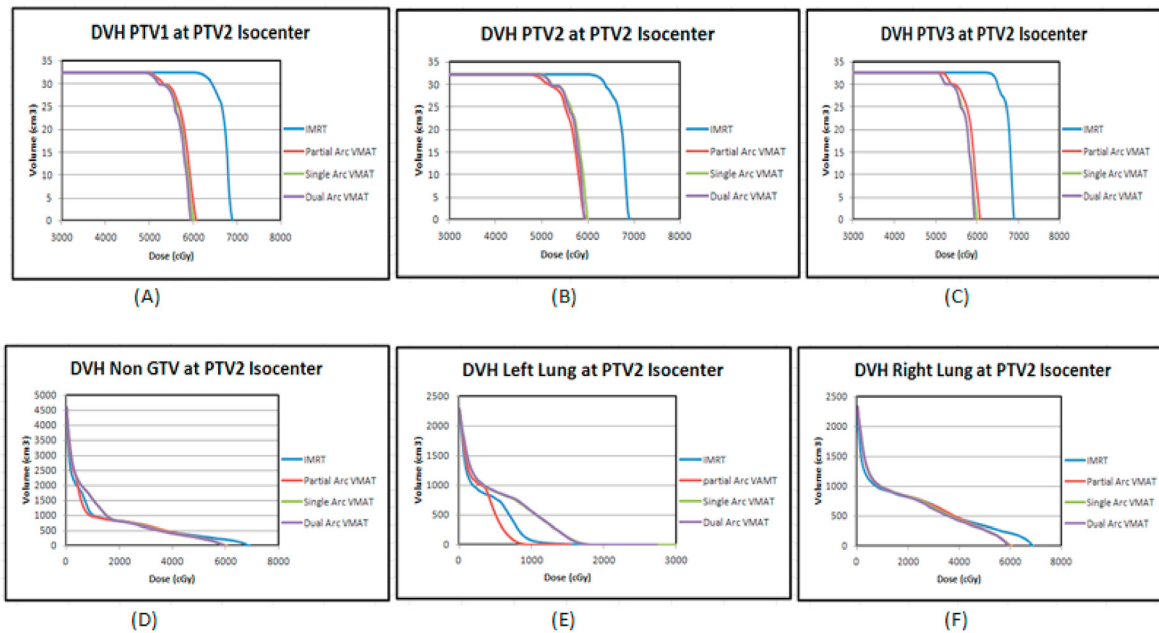 DVH PTV1 at PTV2 Isocenter
35
30
25
20
15
10
5
0
Volume (cm3)
3000 4000 5000 6000 7000 8000
Dose (cGy)
IMRT
Partial Arc VMAT
Single Arc VMAT
Dual Arc VMAT
(A)
DVH PTV2 at PTV2 Isocenter
35
30
25
20
15
10
5
0
Volume (cm3)
3000 4000 5000 6000 7000 8000
Dose (cGy)
IMRT
Partial Arc VMAT
Single Arc VMAT
Dual Arc VMAT
(B)
DVH PTV3 at PTV2 Isocenter
35
30
25
20
15
10
5
0
Volume (cm3)
3000 4000 5000 6000 7000 8000
Dose (cGy)
IMRT
Partial Arc VMAT
Single Arc VMAT
Dual Arc VMAT
(C)
DVH Non GTV at PTV2 Isocenter
5000
4500
4000
3500
3000
2500
2000
1500
1000
500
0
Volume (cm3)
0 2000 4000 6000 8000
Dose (cGy)
IMRT
Partial Arc VMAT
Single Arc VMAT
Dual Arc VMAT
(D)
DVH Left Lung at PTV2 Isocenter
2500
2000
1500
1000
500
0
Volume (cm3)
0 1000 2000 3000
Dose (cGy)
IMRT
partial Arc VAMT
Single Arc VMAT
Dual Arc VMAT
(E)
DVH Right Lung at PTV2 Isocenter
2500
2000
1500
1000
500
0
Volume (cm3)
0 2000 4000 6000 8000
Dose (cGy)
IMRT
Partial Arc VMAT
Single Arc VMAT
Dual Arc VMAT
(F)